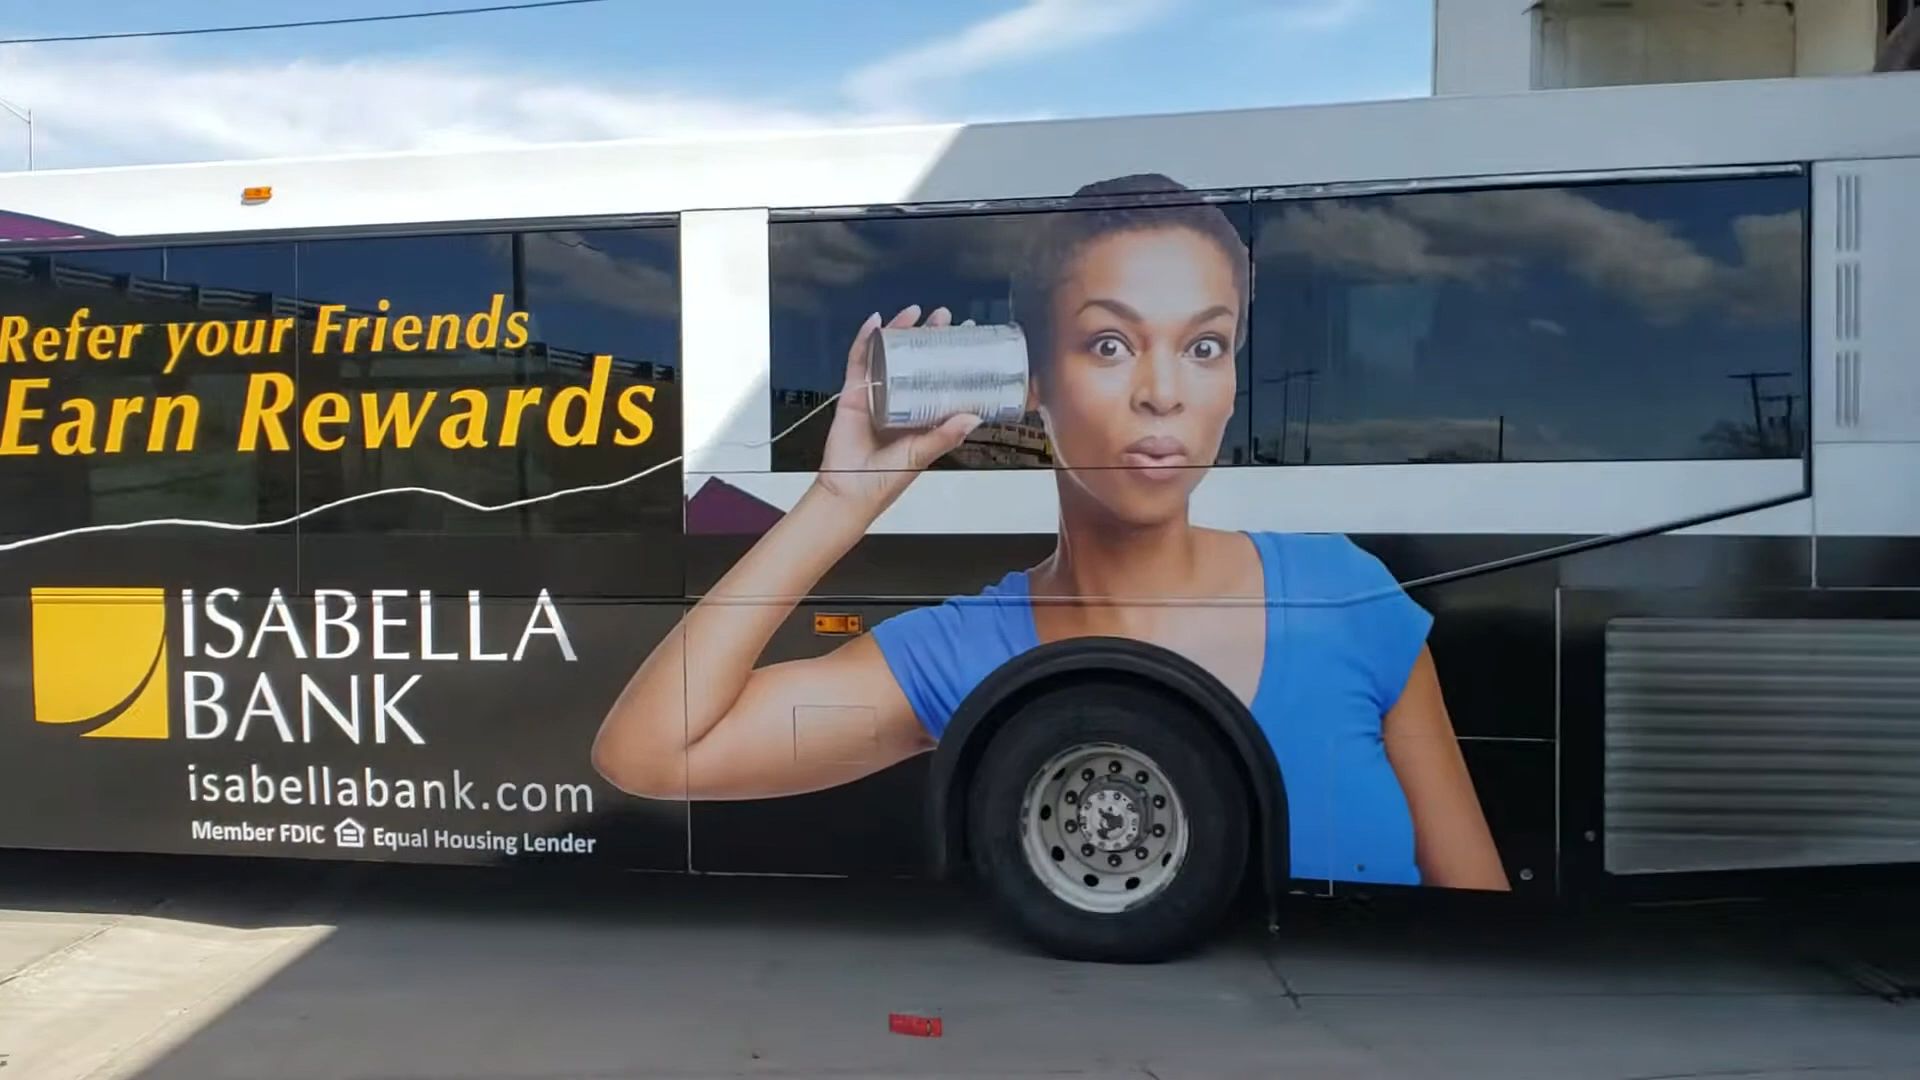 Refer your Friends
Earn Rewards
ISABELLA
BANK
isabellabank.com
Member FDIC Equal Housing Lender